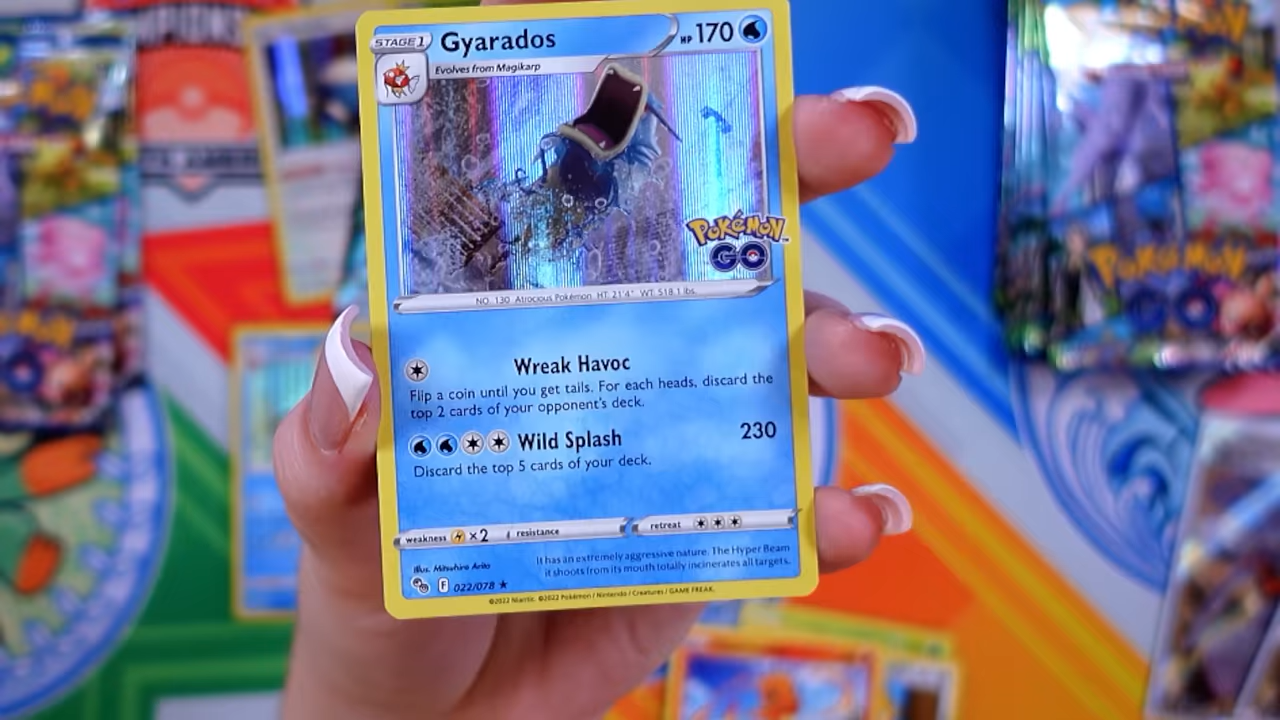 STAGE 1 Gyarados HP 170
Evolves from Magikarp
POKÉMON
GO
NO. 130 Atrocious Pokémon HT: 21'4" WT: 518.1 lbs.
Wreak Havoc
Flip a coin until you get tails. For each heads, discard the
top 2 cards of your opponent's deck.
Wild Splash 230
Discard the top 5 cards of your deck.
weakness ×2 resistance retreat
Illus. Mitsuhiro Arita
It has an extremely aggressive nature. The Hyper Beam
it shoots from its mouth totally incinerates all targets.
F 022/078 ★
©2022 Niantic. ©2022 Pokémon / Nintendo / Creatures / GAME FREAK.
POKÉMON
GO